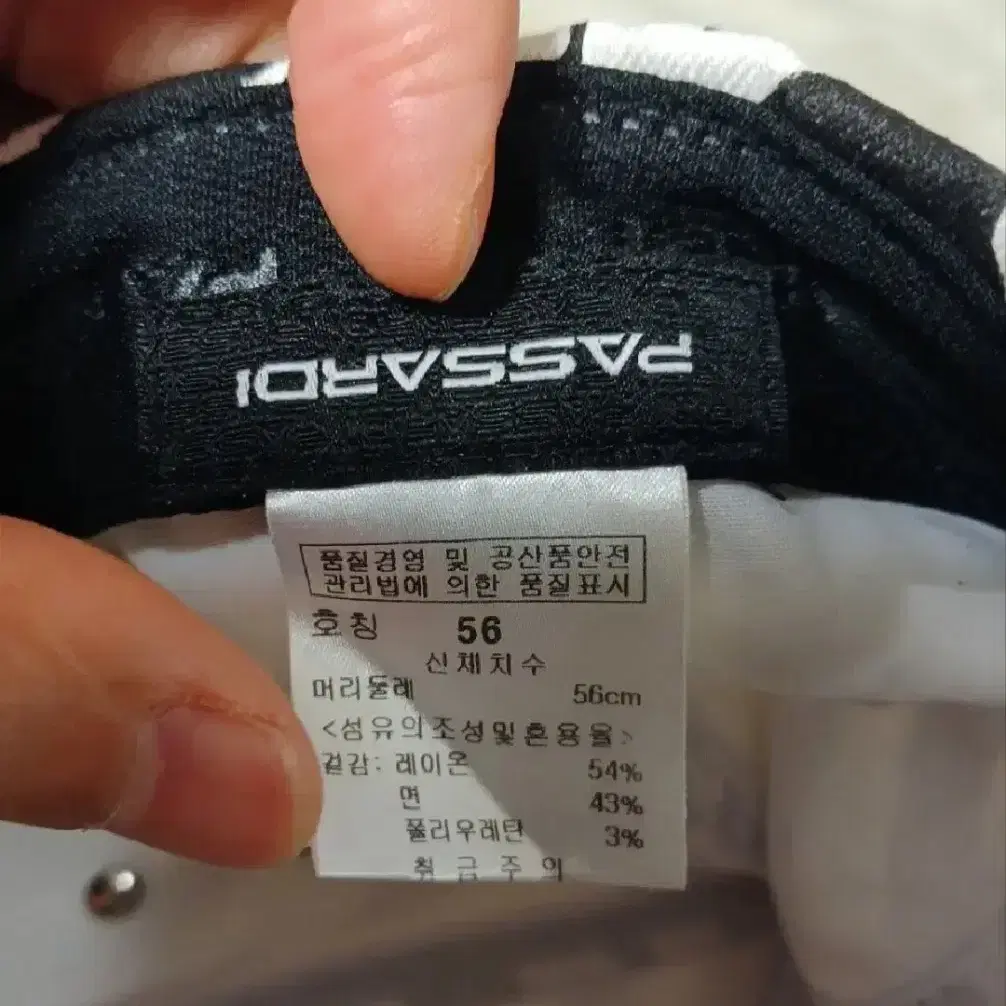 PASSARDI
품질경영 및 공산품안전
관리법에 의한 품질표시
호칭 56
신체치수
머리둘레 56cm
<섬유의조성및혼용율>
겉감: 레이온 54%
면 43%
폴리우레탄 3%
취급주의